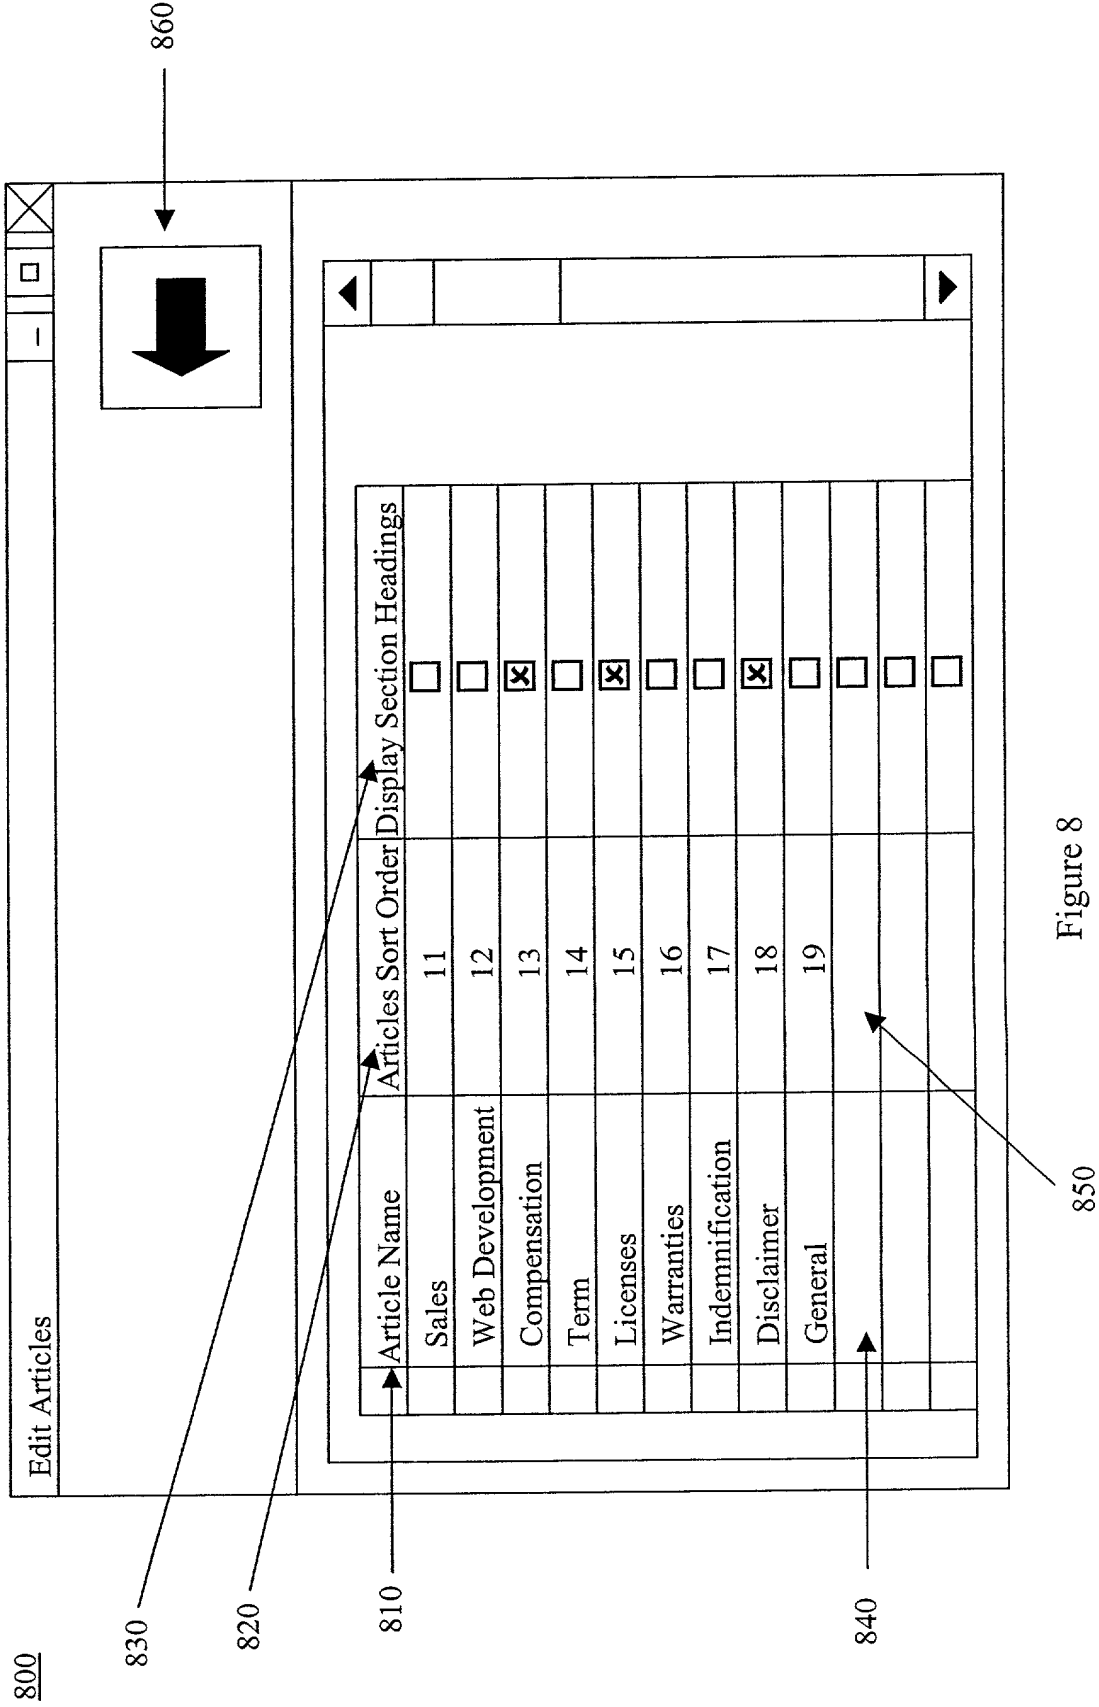 800
Edit Articles
860
830
820
810
Article Name Articles Sort Order Display Section Headings
Sales 11
Web Development 12
Compensation 13
Term 14
Licenses 15
Warranties 16
Indemnification 17
Disclaimer 18
General 19
840
850
Figure 8